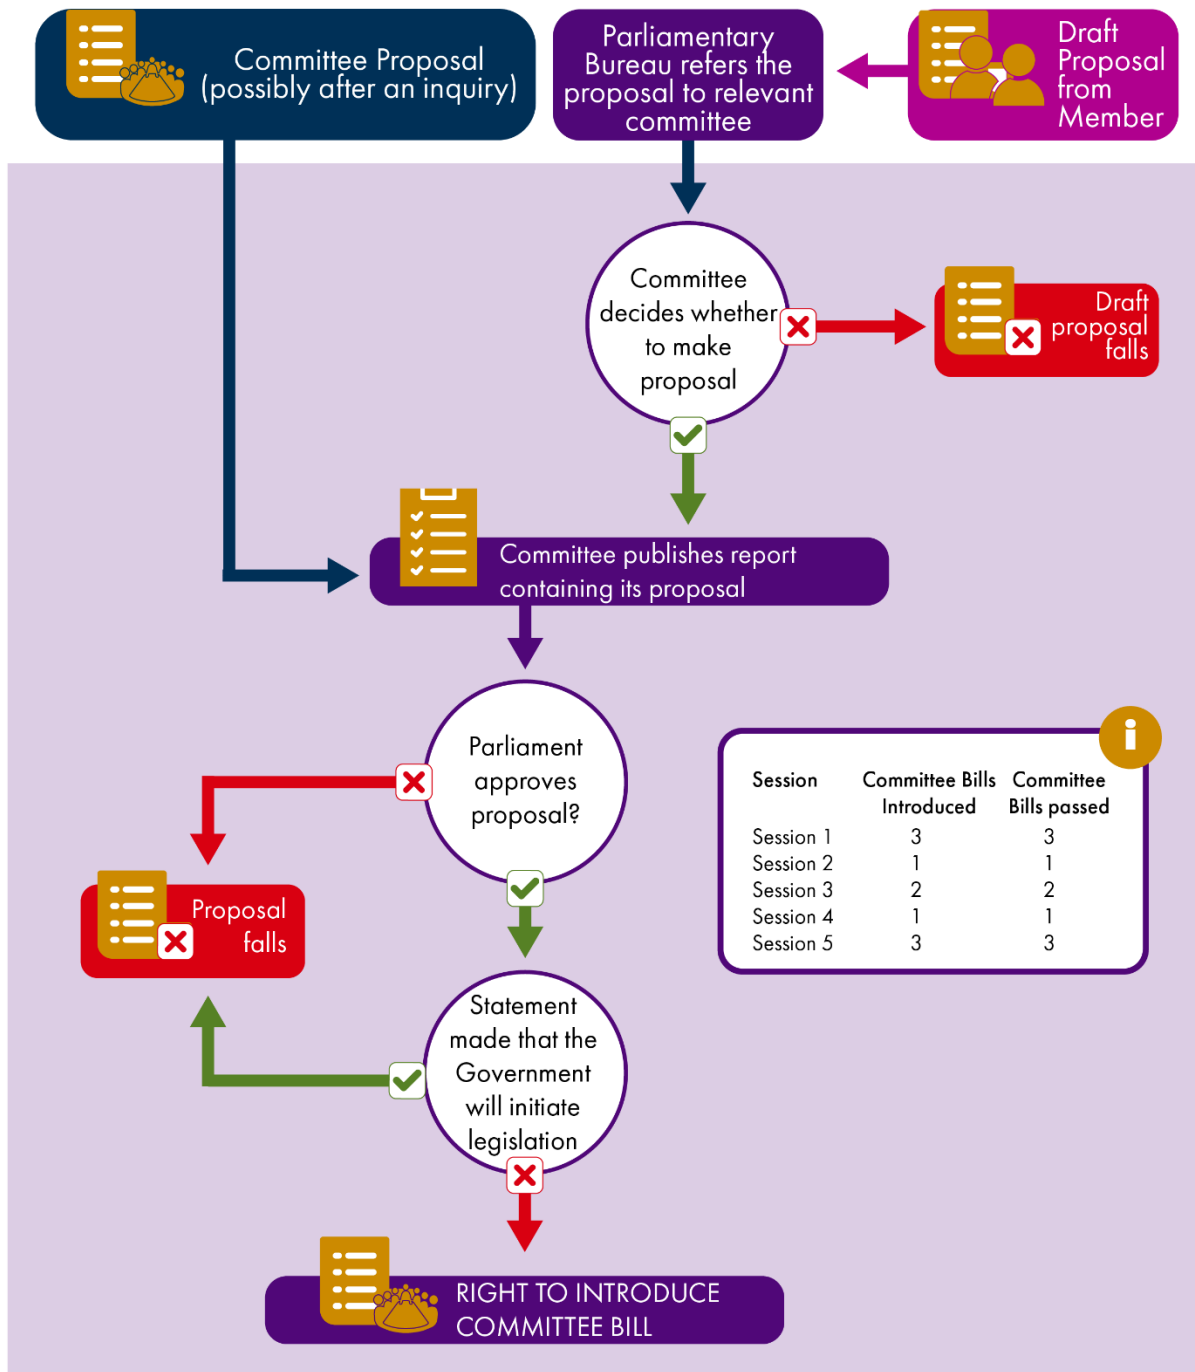 Committee Proposal
(possibly after an inquiry)
Parliamentary
Bureau refers the
proposal to relevant
committee
Draft
Proposal
from
Member
Committee
decides whether
to make
proposal
Draft
proposal
falls
Committee publishes report
containing its proposal
Parliament
approves
proposal?
Proposal
falls
i
Session Committee Bills Introduced Committee Bills passed
Session 1 3 3
Session 2 1 1
Session 3 2 2
Session 4 1 1
Session 5 3 3
Statement
made that the
Government
will initiate
legislation
RIGHT TO INTRODUCE
COMMITTEE BILL